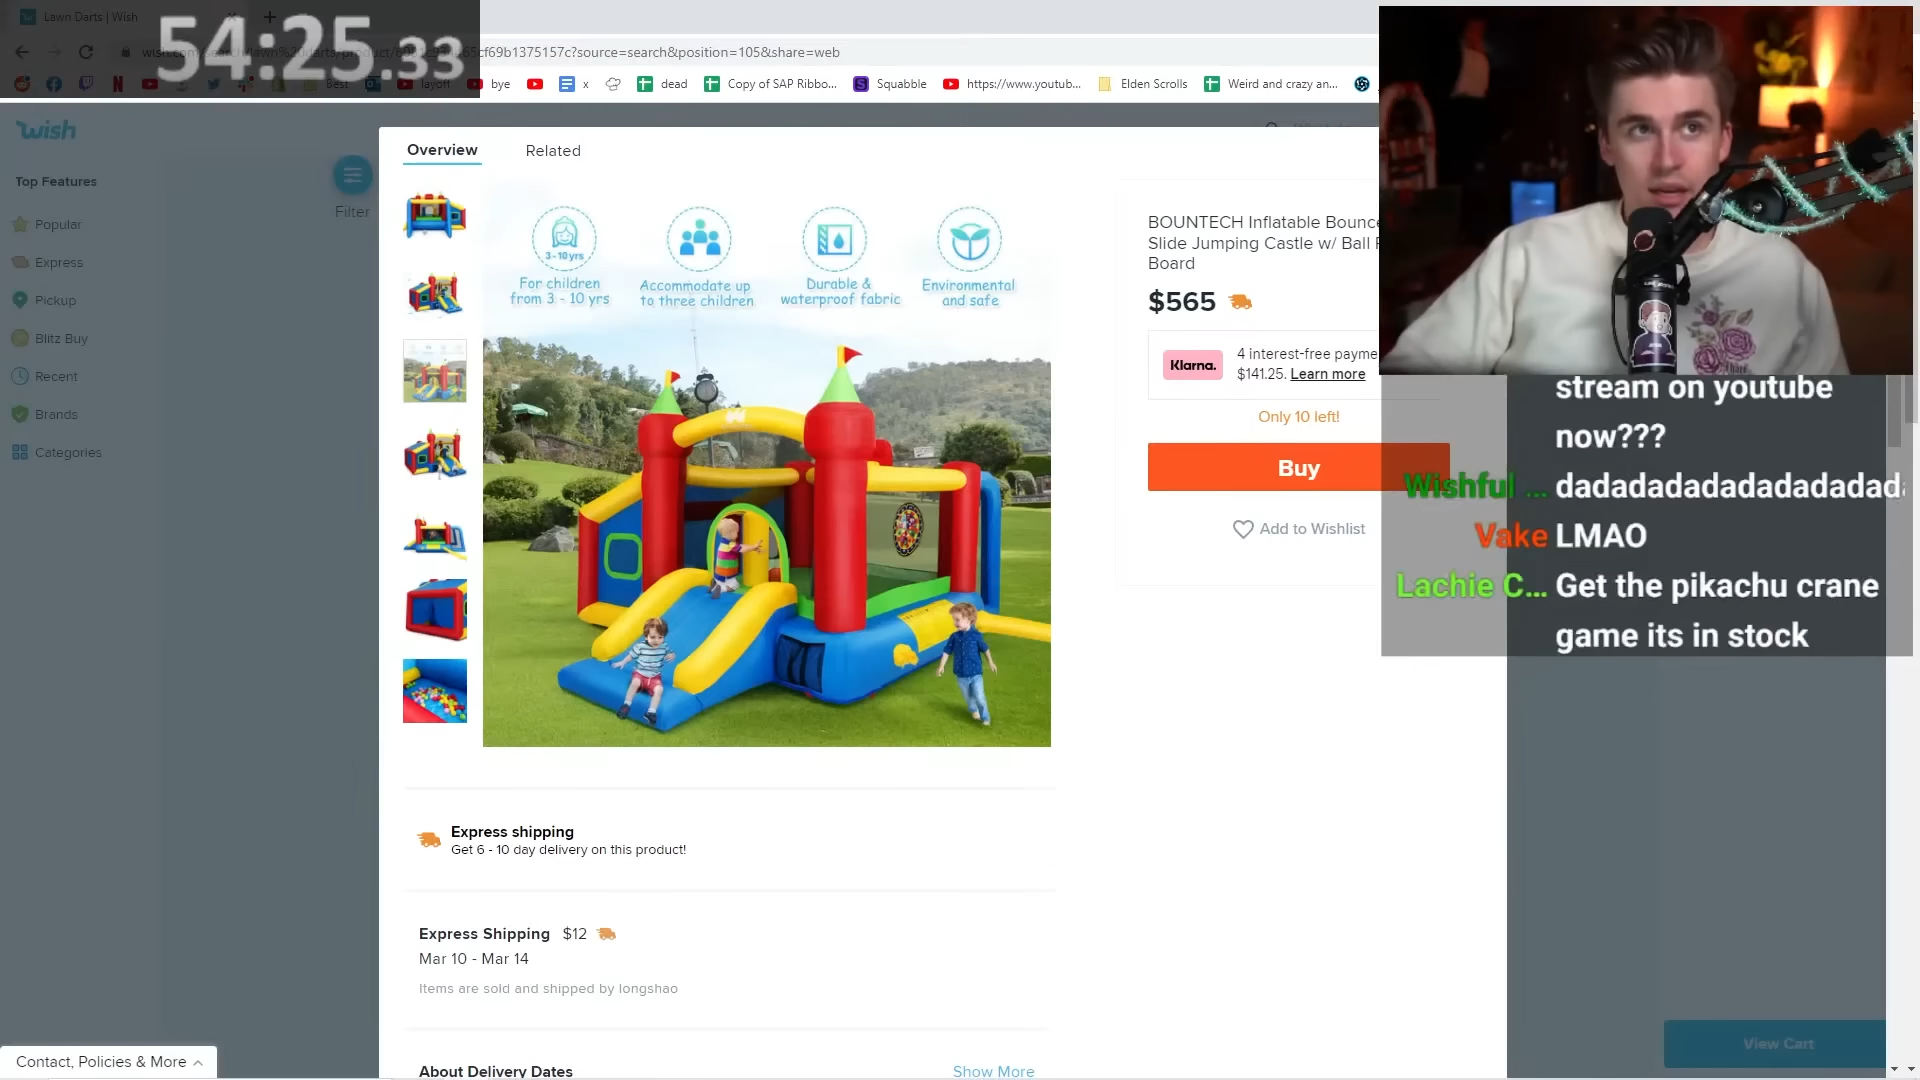 Lawn Darts | Wish
54:25.33
cf69b1375157c?source=search&position=105&share=web
Best
layoff
bye
x
dead
Copy of SAP Ribbo...
Squabble
https://www.youtub...
Elden Scrolls
Weird and crazy an...
wish
Top Features
Popular
Express
Pickup
Blitz Buy
Recent
Brands
Categories
Filter
Overview
Related
3 - 10 yrs
For children
from 3 - 10 yrs
Accommodate up
to three children
Durable &
waterproof fabric
Environmental
and safe
BOUNTECH Inflatable Bounce
Slide Jumping Castle w/ Ball
Board
$565
Klarna.
4 interest-free payme
$141.25. Learn more
Only 10 left!
Buy
Add to Wishlist
stream on youtube
now???
Wishful ... dadadadadadadadadad
Vake LMAO
Lachie C... Get the pikachu crane
game its in stock
Express shipping
Get 6 - 10 day delivery on this product!
Express Shipping $12
Mar 10 - Mar 14
Items are sold and shipped by longshao
About Delivery Dates
Show More
Contact, Policies & More
View Cart